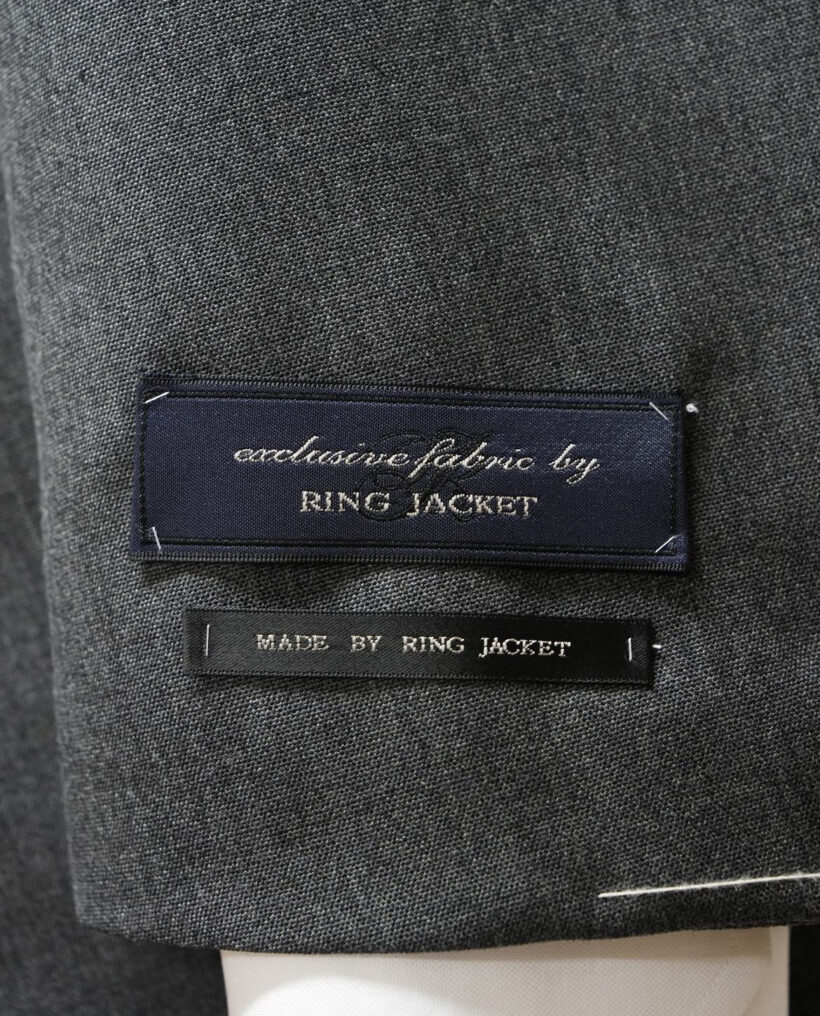 exclusive fabric by
RING JACKET
MADE BY RING JACKET